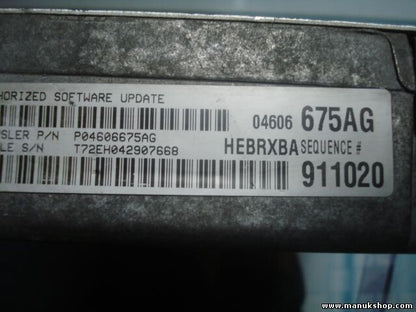 HORIZED SOFTWARE UPDATE
04606 675AG
SLER P/N P04606675AG
LE S/N T72EH042907668
HEBRXBA SEQUENCE #
911020
www.manukshop.com